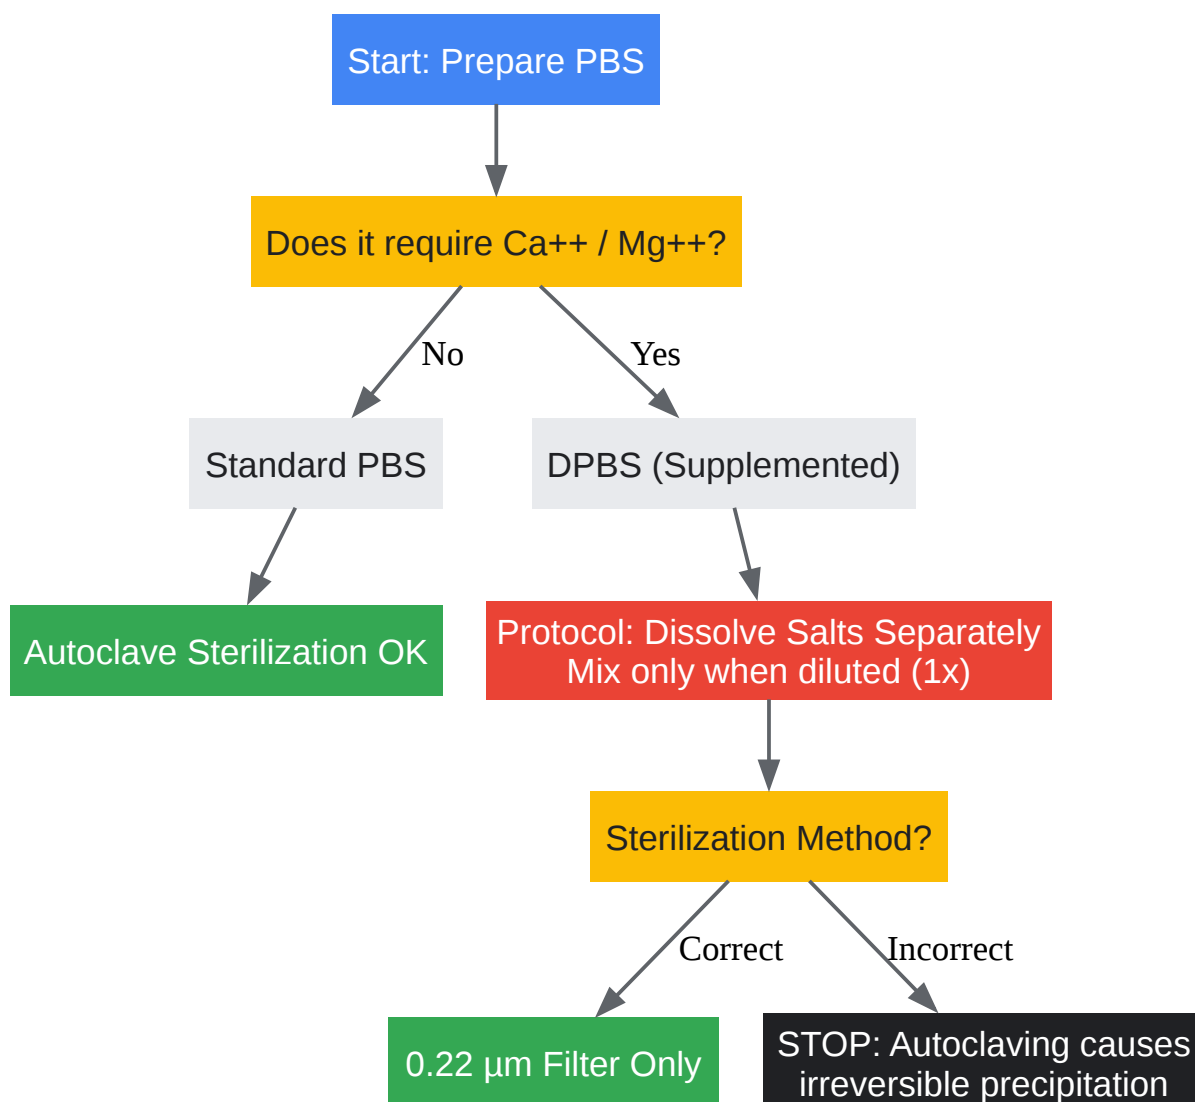 Start: Prepare PBS
Does it require Ca++ / Mg++?
No
Yes
Standard PBS
DPBS (Supplemented)
Autoclave Sterilization OK
Protocol: Dissolve Salts Separately
Mix only when diluted (1x)
Sterilization Method?
Correct
Incorrect
0.22 µm Filter Only
STOP: Autoclaving causes
irreversible precipitation